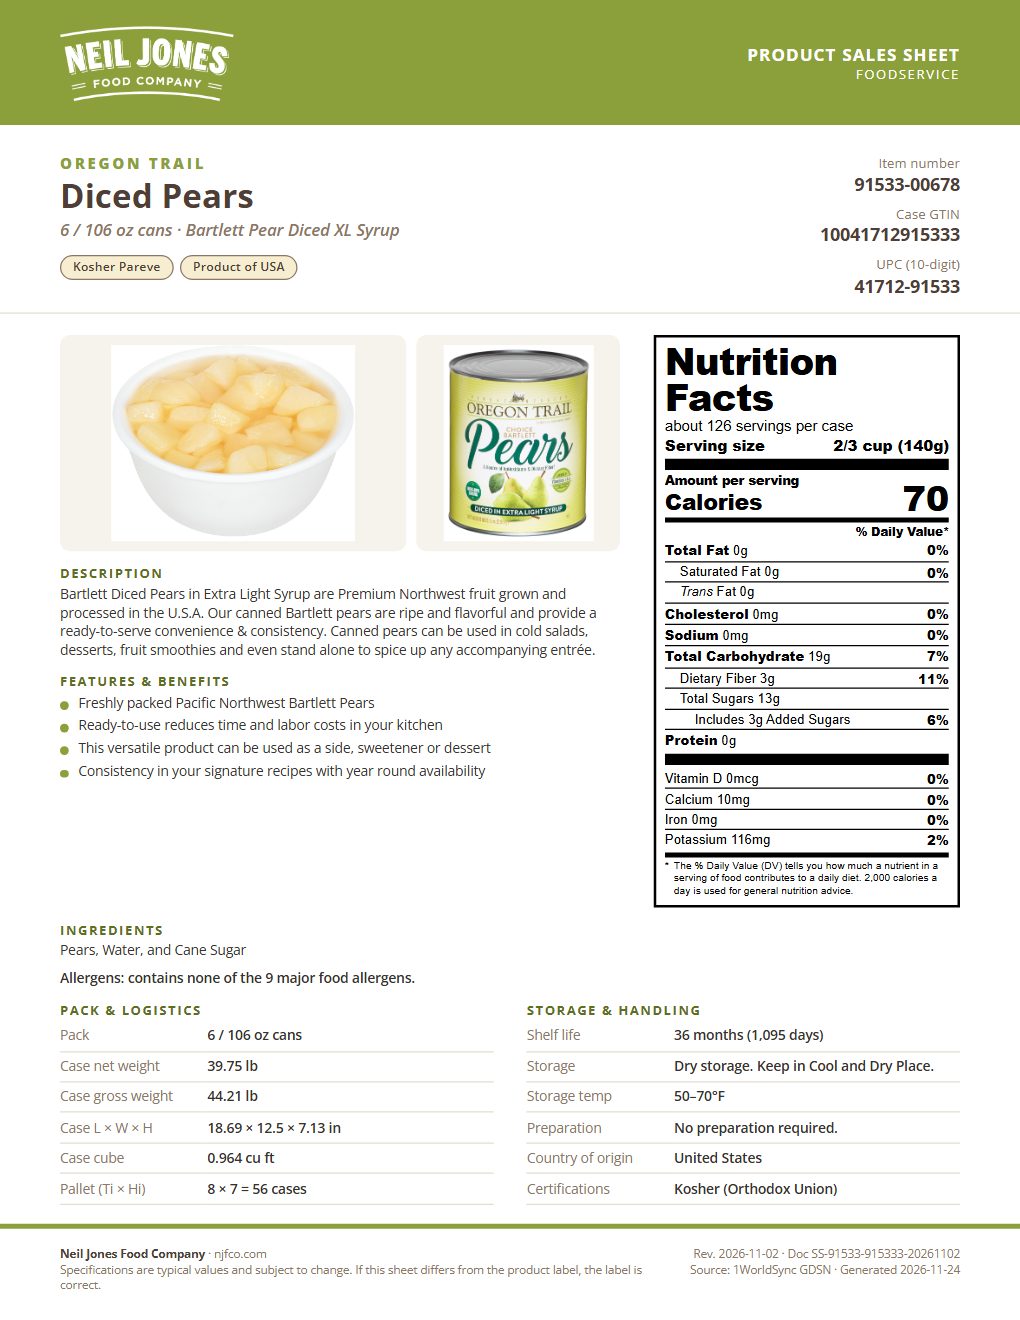 NEIL JONES
FOOD COMPANY
PRODUCT SALES SHEET
FOODSERVICE
OREGON TRAIL
Diced Pears
6 / 106 oz cans · Bartlett Pear Diced XL Syrup
Kosher Pareve
Product of USA
Item number
91533-00678
Case GTIN
10041712915333
UPC (10-digit)
41712-91533
OREGON TRAIL
CHOICE
BARTLETT
Pears
DICED IN EXTRA LIGHT SYRUP
DESCRIPTION
Bartlett Diced Pears in Extra Light Syrup are Premium Northwest fruit grown and
processed in the U.S.A. Our canned Bartlett pears are ripe and flavorful and provide a
ready-to-serve convenience & consistency. Canned pears can be used in cold salads,
desserts, fruit smoothies and even stand alone to spice up any accompanying entrée.
FEATURES & BENEFITS
Freshly packed Pacific Northwest Bartlett Pears
Ready-to-use reduces time and labor costs in your kitchen
This versatile product can be used as a side, sweetener or dessert
Consistency in your signature recipes with year round availability
Nutrition
Facts
about 126 servings per case
Serving size 2/3 cup (140g)
Amount per serving
Calories 70
% Daily Value*
Total Fat 0g 0%
Saturated Fat 0g 0%
Trans Fat 0g
Cholesterol 0mg 0%
Sodium 0mg 0%
Total Carbohydrate 19g 7%
Dietary Fiber 3g 11%
Total Sugars 13g
Includes 3g Added Sugars 6%
Protein 0g
Vitamin D 0mcg 0%
Calcium 10mg 0%
Iron 0mg 0%
Potassium 116mg 2%
* The % Daily Value (DV) tells you how much a nutrient in a
serving of food contributes to a daily diet. 2,000 calories a
day is used for general nutrition advice.
INGREDIENTS
Pears, Water, and Cane Sugar
Allergens: contains none of the 9 major food allergens.
PACK & LOGISTICS
Pack 6 / 106 oz cans
Case net weight 39.75 lb
Case gross weight 44.21 lb
Case L × W × H 18.69 × 12.5 × 7.13 in
Case cube 0.964 cu ft
Pallet (Ti × Hi) 8 × 7 = 56 cases
STORAGE & HANDLING
Shelf life 36 months (1,095 days)
Storage Dry storage. Keep in Cool and Dry Place.
Storage temp 50–70°F
Preparation No preparation required.
Country of origin United States
Certifications Kosher (Orthodox Union)
Neil Jones Food Company · njfco.com
Specifications are typical values and subject to change. If this sheet differs from the product label, the label is
correct.
Rev. 2026-11-02 · Doc SS-91533-915333-20261102
Source: 1WorldSync GDSN · Generated 2026-11-24